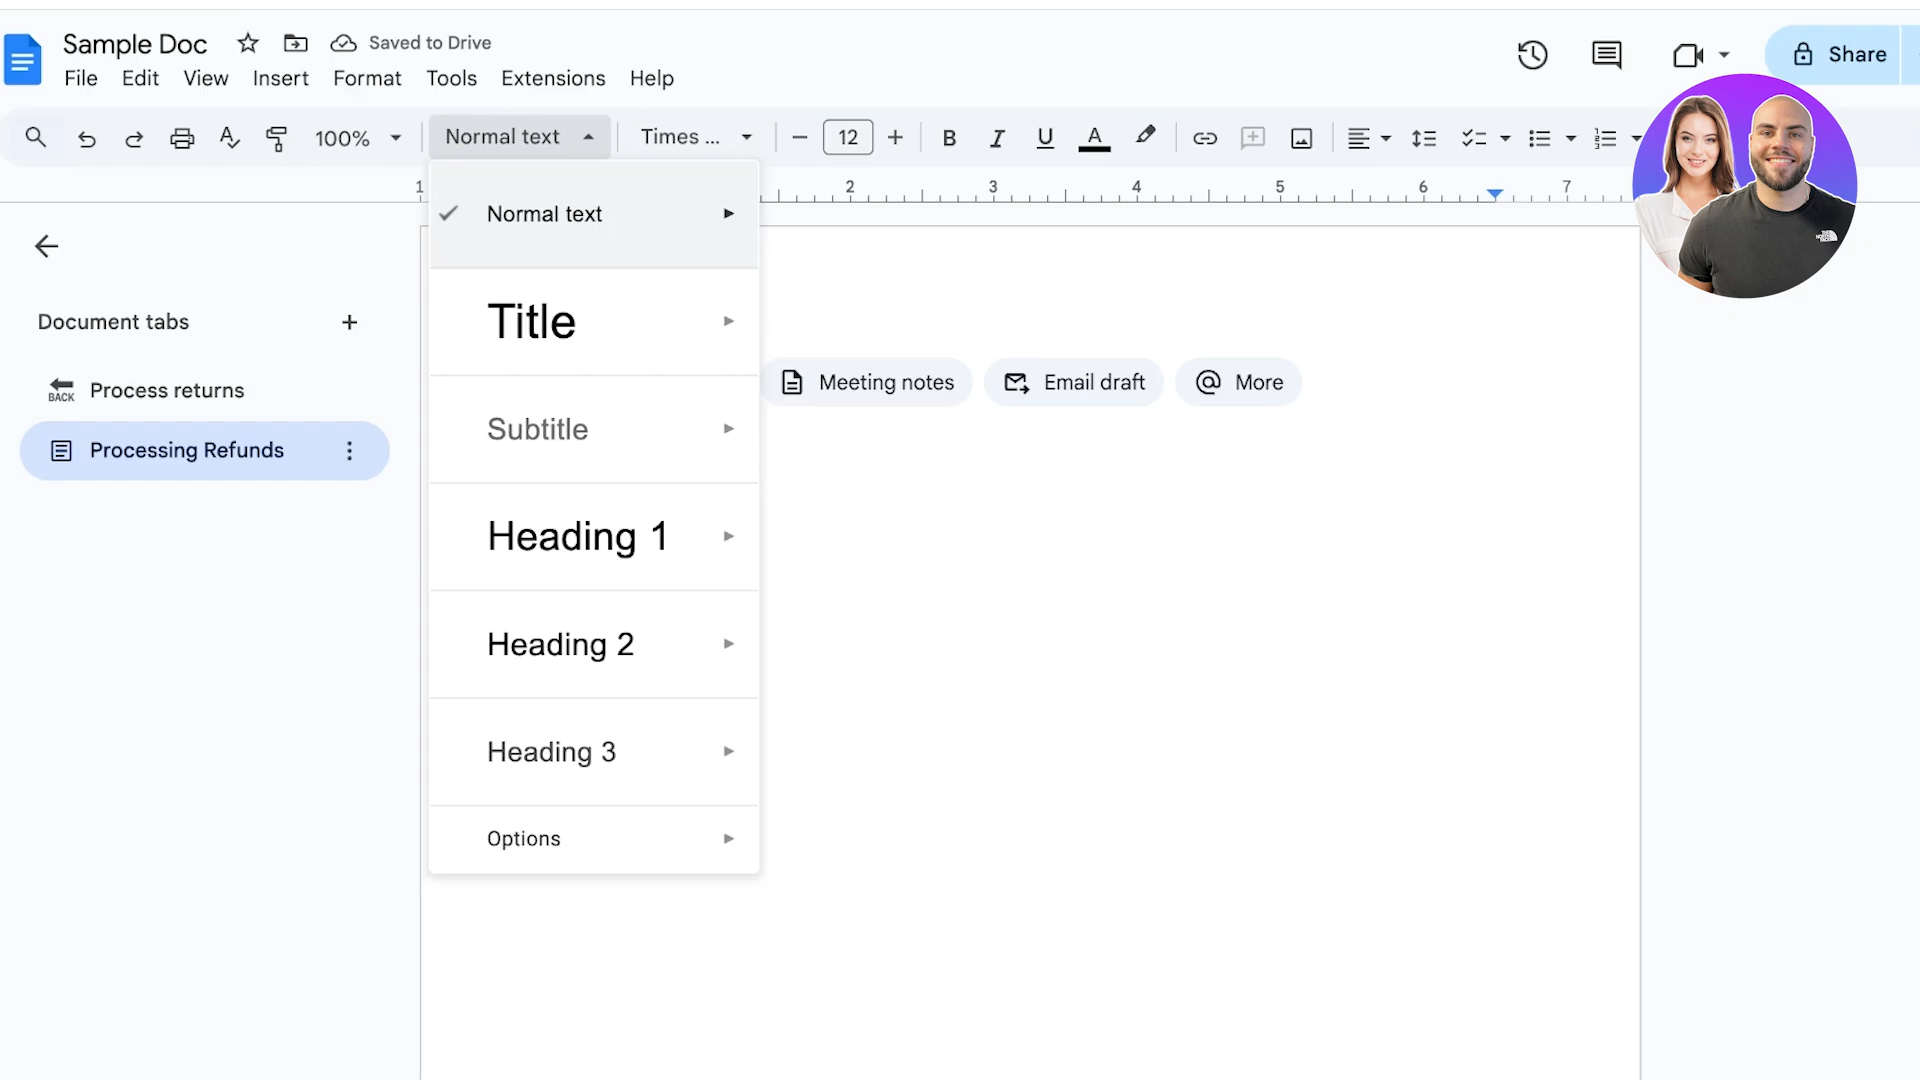 Sample Doc Saved to Drive
File Edit View Insert Format Tools Extensions Help
Share
100% Normal text Times ... 12 B I U A
1 2 3 4 5 6 7
Normal text
Document tabs
Title
BACK Process returns
Meeting notes Email draft More
Subtitle
Processing Refunds
Heading 1
Heading 2
Heading 3
Options